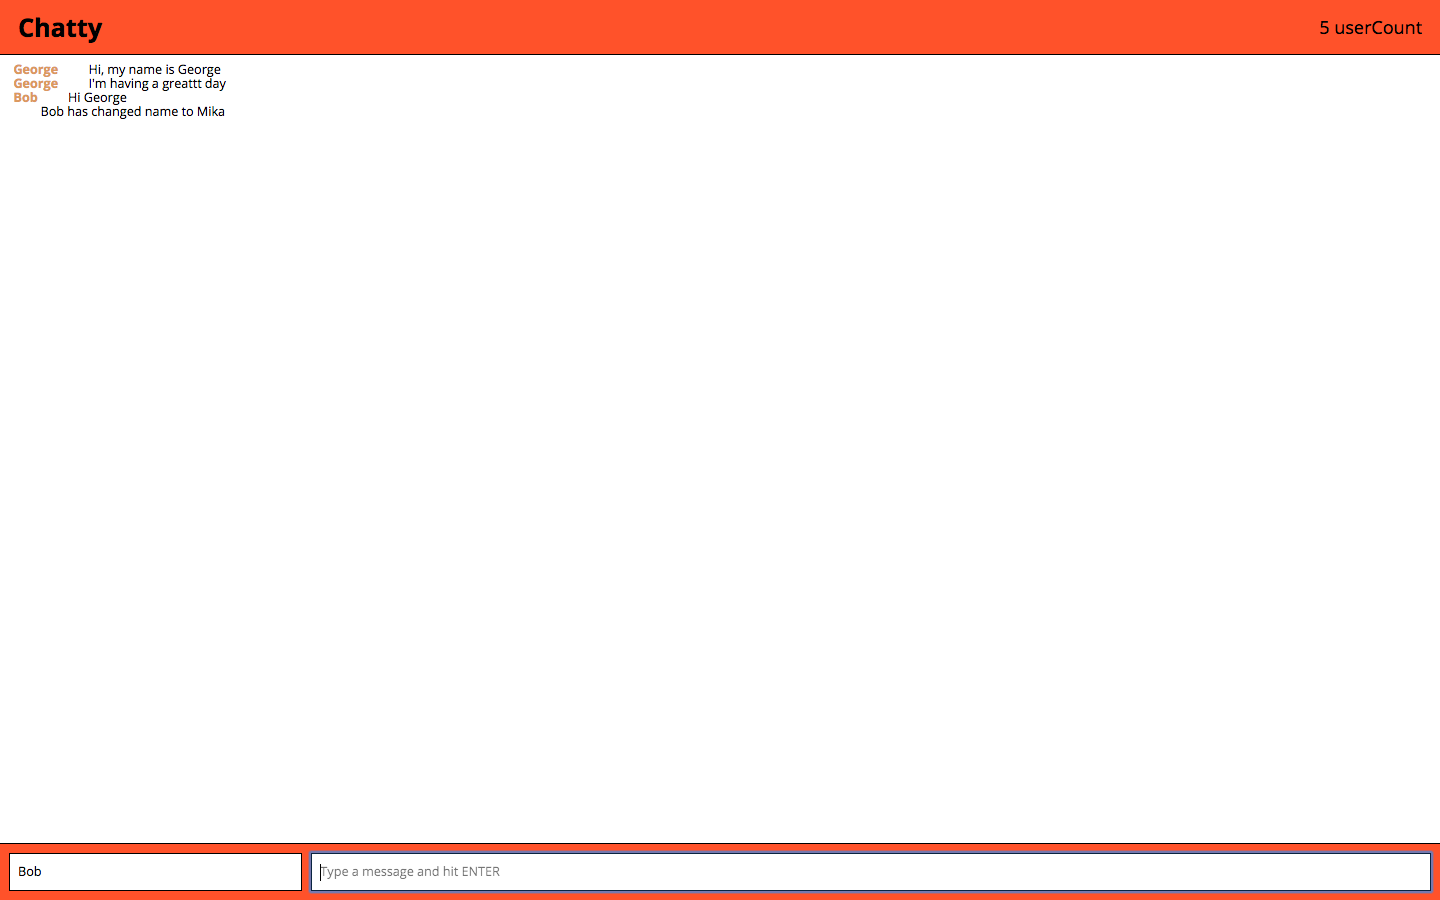 Chatty
5 userCount
George Hi, my name is George
George I'm having a greattt day
Bob Hi George
Bob has changed name to Mika
Bob
Type a message and hit ENTER